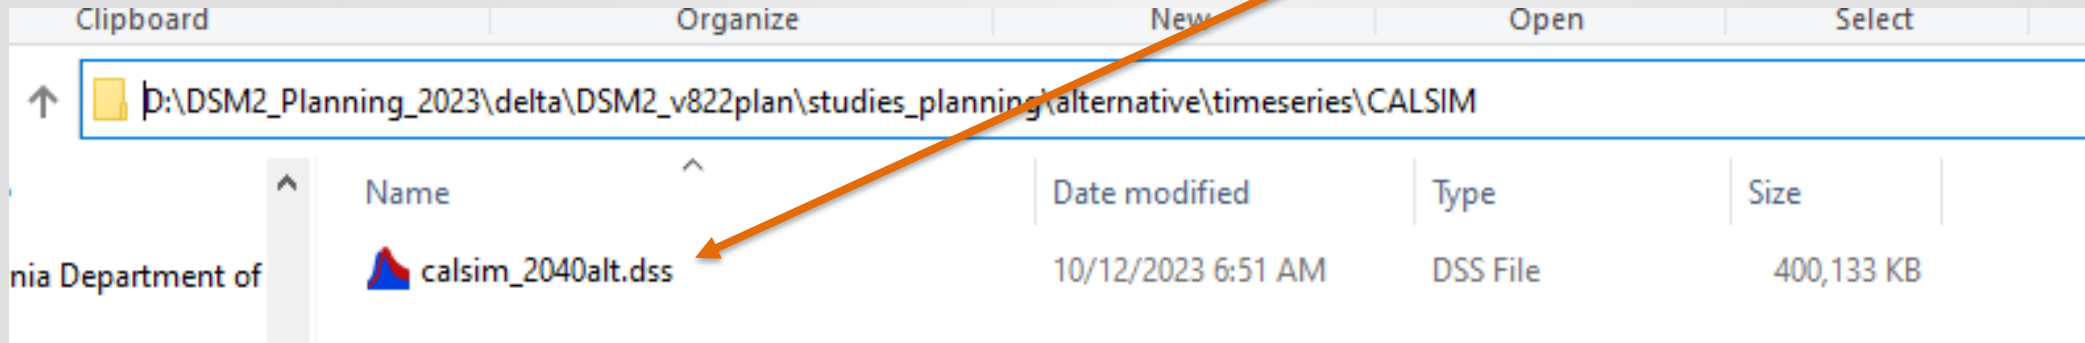 Clipboard Organize New Open Select
D:\DSM2_Planning_2023\delta\DSM2_v822plan\studies_planning\alternative\timeseries\CALSIM
Name Date modified Type Size
nia Department of calsim_2040alt.dss 10/12/2023 6:51 AM DSS File 400,133 KB